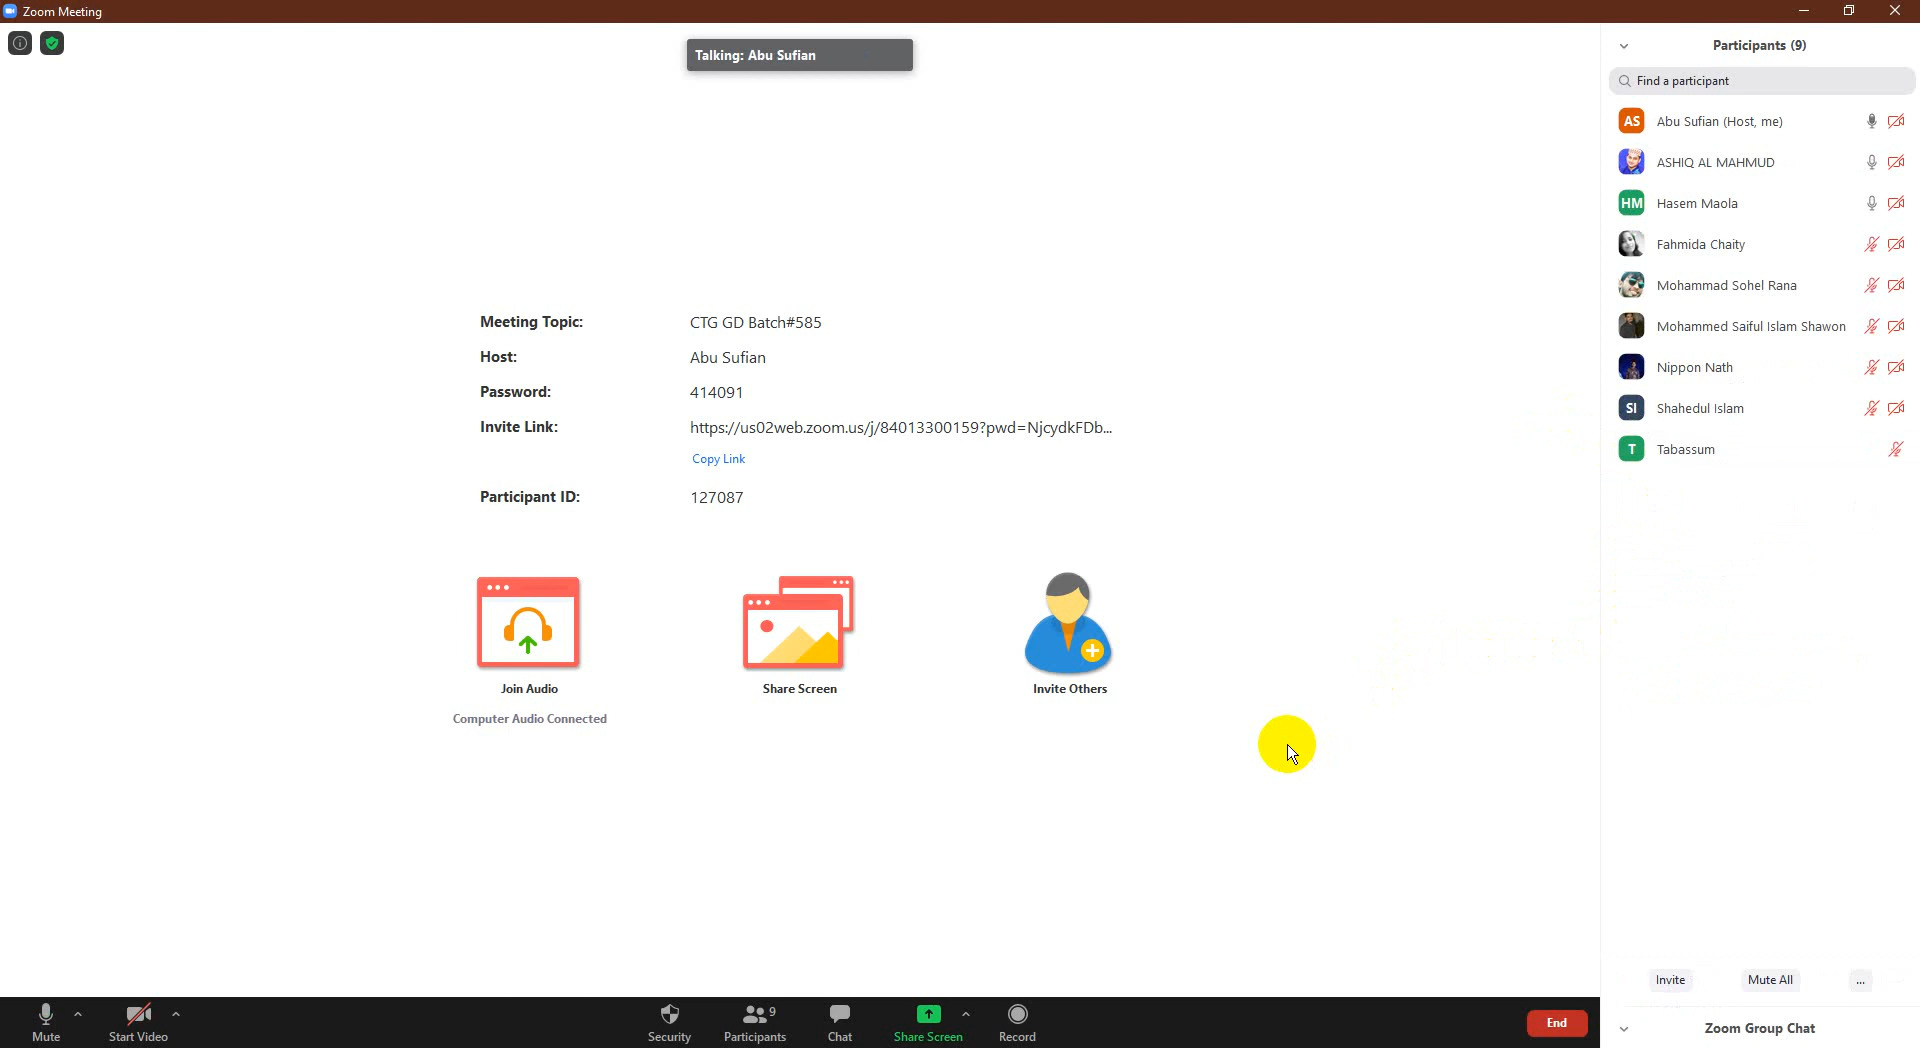 Zoom Meeting
Talking: Abu Sufian
Meeting Topic: CTG GD Batch#585
Host: Abu Sufian
Password: 414091
Invite Link: https://us02web.zoom.us/j/84013300159?pwd=NjcydkFDb...
Copy Link
Participant ID: 127087
Join Audio
Computer Audio Connected
Share Screen
Invite Others
Participants (9)
Find a participant
AS Abu Sufian (Host, me)
ASHIQ AL MAHMUD
HM Hasem Maola
Fahmida Chaity
Mohammad Sohel Rana
Mohammed Saiful Islam Shawon
Nippon Nath
SI Shahedul Islam
T Tabassum
Invite Mute All ...
Zoom Group Chat
Mute
Start Video
Security
Participants 9
Chat
Share Screen
Record
End